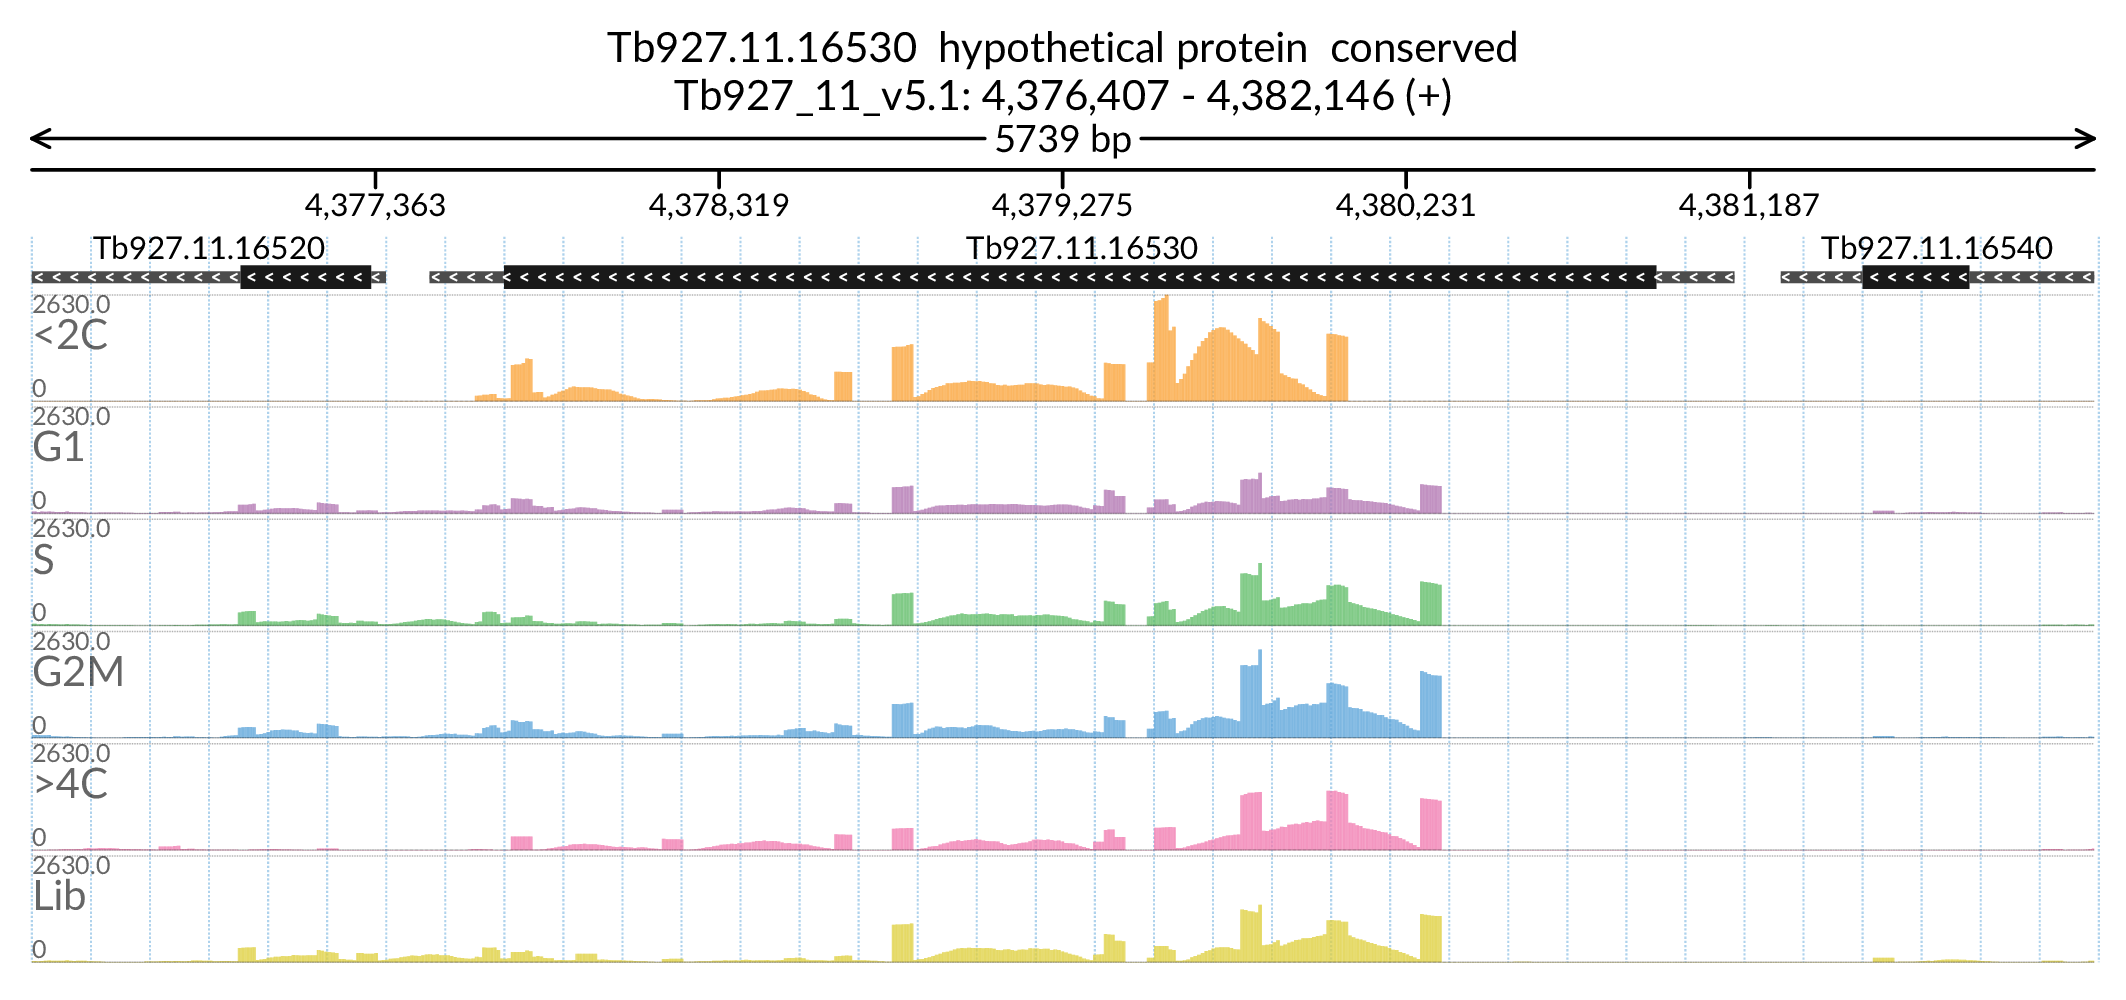 Tb927.11.16530  hypothetical protein  conserved
Tb927_11_v5.1: 4,376,407 - 4,382,146 (+)
5739 bp
4,377,363 4,378,319 4,379,275 4,380,231 4,381,187
Tb927.11.16520 Tb927.11.16530 Tb927.11.16540
2630.0
<2C
0
2630.0
G1
0
2630.0
S
0
2630.0
G2M
0
2630.0
>4C
0
2630.0
Lib
0